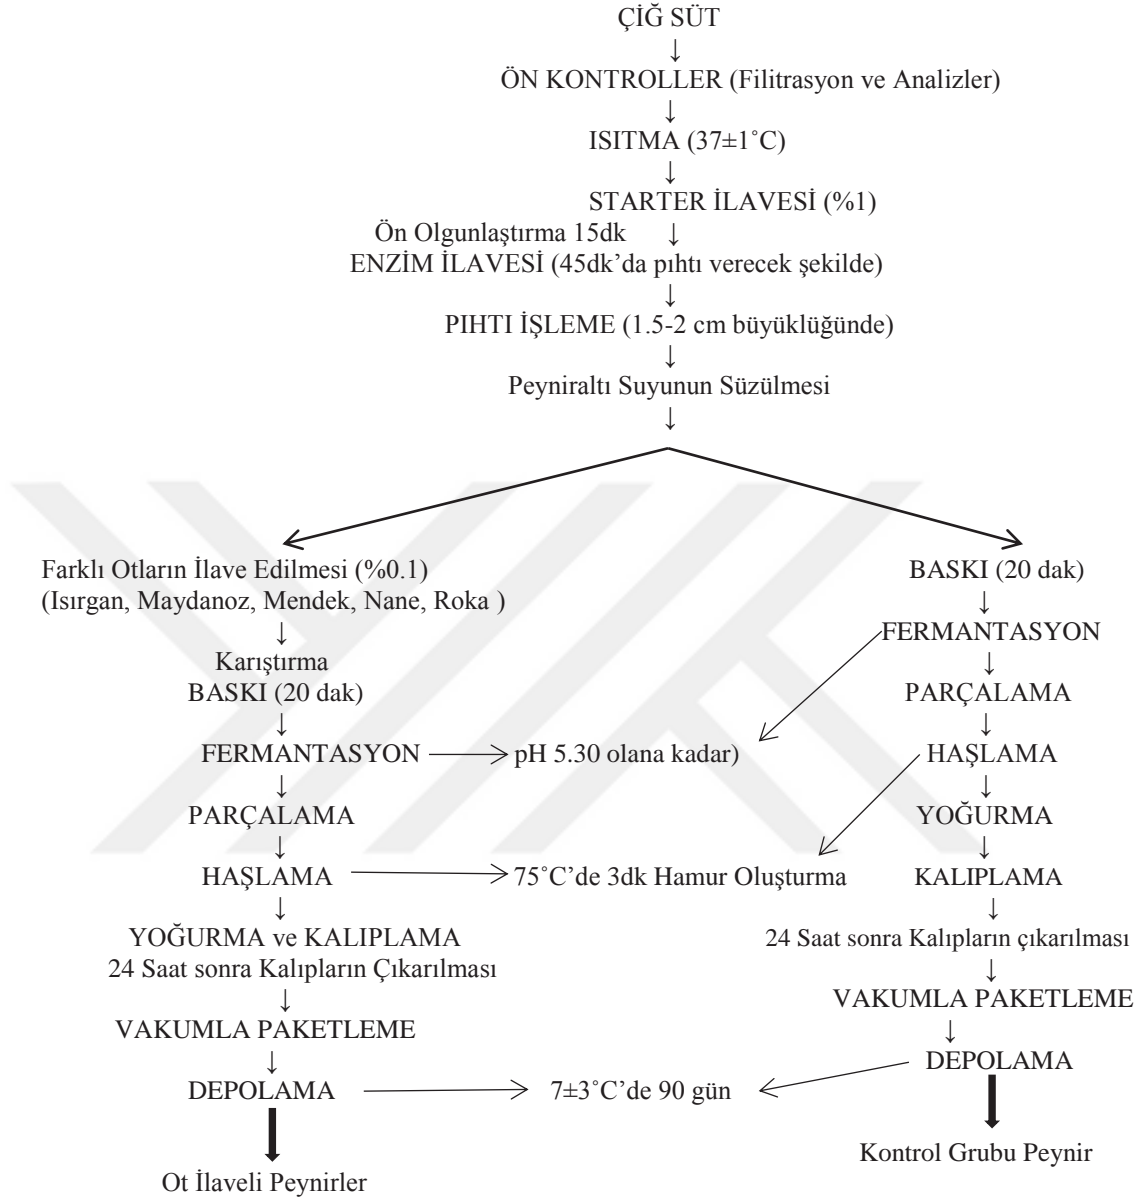 ÇİĞ SÜT
↓
ÖN KONTROLLER (Filitrasyon ve Analizler)
↓
ISITMA (37±1˚C)
↓
STARTER İLAVESİ (%1)
Ön Olgunlaştırma 15dk ↓
ENZİM İLAVESİ (45dk’da pıhtı verecek şekilde)
↓
PIHTI İŞLEME (1.5-2 cm büyüklüğünde)
↓
Peyniraltı Suyunun Süzülmesi
↓
Farklı Otların İlave Edilmesi (%0.1)
(Isırgan, Maydanoz, Mendek, Nane, Roka )
↓
Karıştırma
BASKI (20 dak)
↓
FERMANTASYON
pH 5.30 olana kadar)
↓
PARÇALAMA
↓
HAŞLAMA
75˚C’de 3dk Hamur Oluşturma
↓
YOĞURMA ve KALIPLAMA
24 Saat sonra Kalıpların Çıkarılması
↓
VAKUMLA PAKETLEME
↓
DEPOLAMA
7±3˚C’de 90 gün
Ot İlaveli Peynirler
BASKI (20 dak)
↓
FERMANTASYON
↓
PARÇALAMA
↓
HAŞLAMA
↓
YOĞURMA
↓
KALIPLAMA
↓
24 Saat sonra Kalıpların çıkarılması
↓
VAKUMLA PAKETLEME
↓
DEPOLAMA
Kontrol Grubu Peynir